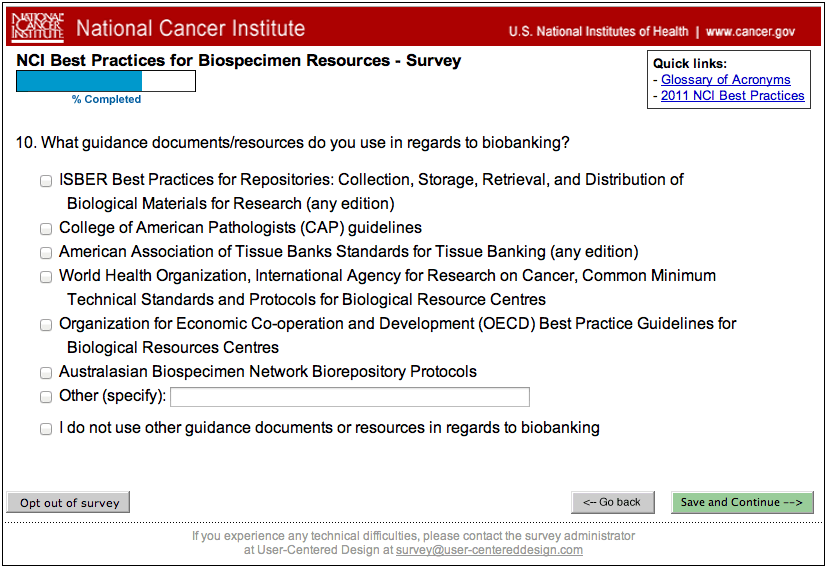 NATIONAL
CANCER
INSTITUTE
National Cancer Institute
U.S. National Institutes of Health | www.cancer.gov
NCI Best Practices for Biospecimen Resources - Survey
% Completed
Quick links:
- Glossary of Acronyms
- 2011 NCI Best Practices
10. What guidance documents/resources do you use in regards to biobanking?
ISBER Best Practices for Repositories: Collection, Storage, Retrieval, and Distribution of
Biological Materials for Research (any edition)
College of American Pathologists (CAP) guidelines
American Association of Tissue Banks Standards for Tissue Banking (any edition)
World Health Organization, International Agency for Research on Cancer, Common Minimum
Technical Standards and Protocols for Biological Resource Centres
Organization for Economic Co-operation and Development (OECD) Best Practice Guidelines for
Biological Resources Centres
Australasian Biospecimen Network Biorepository Protocols
Other (specify):
I do not use other guidance documents or resources in regards to biobanking
Opt out of survey
<-- Go back
Save and Continue -->
If you experience any technical difficulties, please contact the survey administrator
at User-Centered Design at survey@user-centereddesign.com